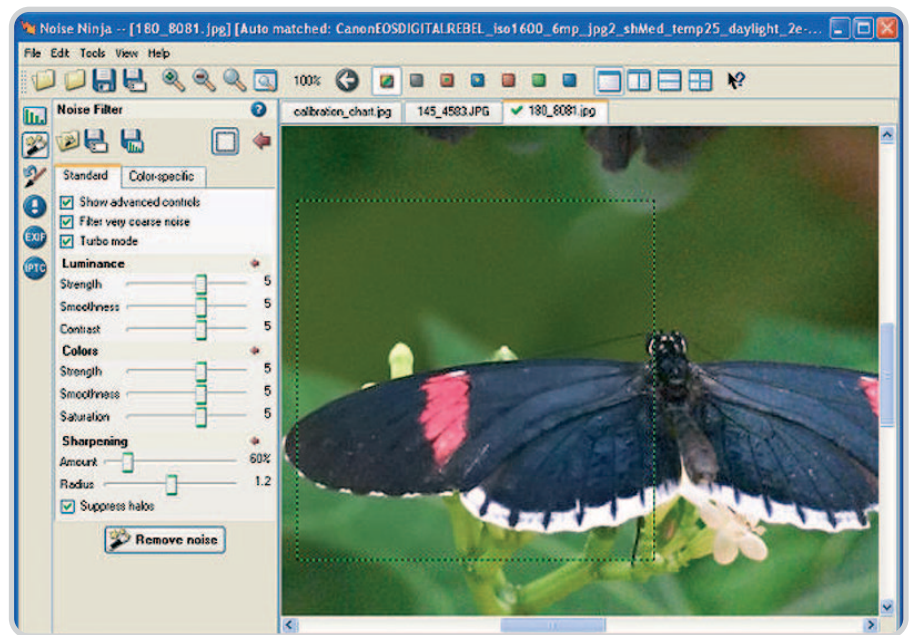 Noise Ninja -- [180_8081.jpg] [Auto matched: CanonEOSDIGITALREBEL_iso1600_6mp_jpg2_shMed_temp25_daylight_2e-...
File Edit Tools View Help
100%
Noise Filter
calibration_chart.jpg 145_4583.JPG 180_8081.jpg
Standard Color-specific
Show advanced controls
Filter very coarse noise
Turbo mode
EXIF
IPTC
Luminance
Strength 5
Smoothness 5
Contrast 5
Colors
Strength 5
Smoothness 5
Saturation 5
Sharpening
Amount 60%
Radius 1.2
Suppress halos
Remove noise